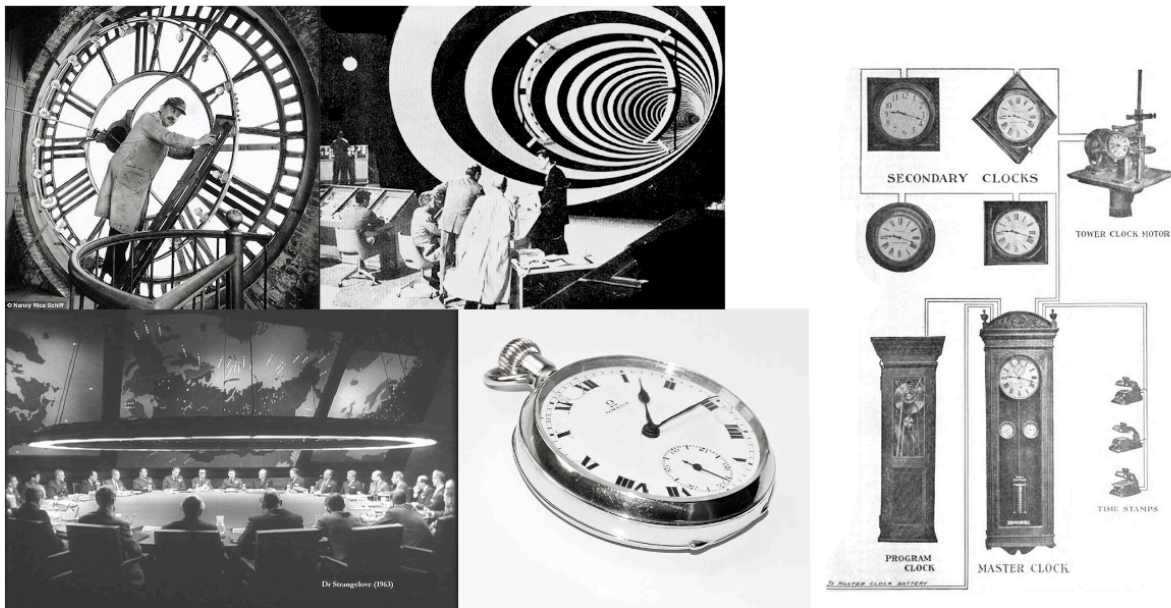 © Nancy Rica Schiff
Dr Strangelove (1963)
OMEGA
SECONDARY CLOCKS
TOWER CLOCK MOTOR
PROGRAM
CLOCK
MASTER CLOCK
TIME STAMPS
TO MASTER CLOCK BATTERY